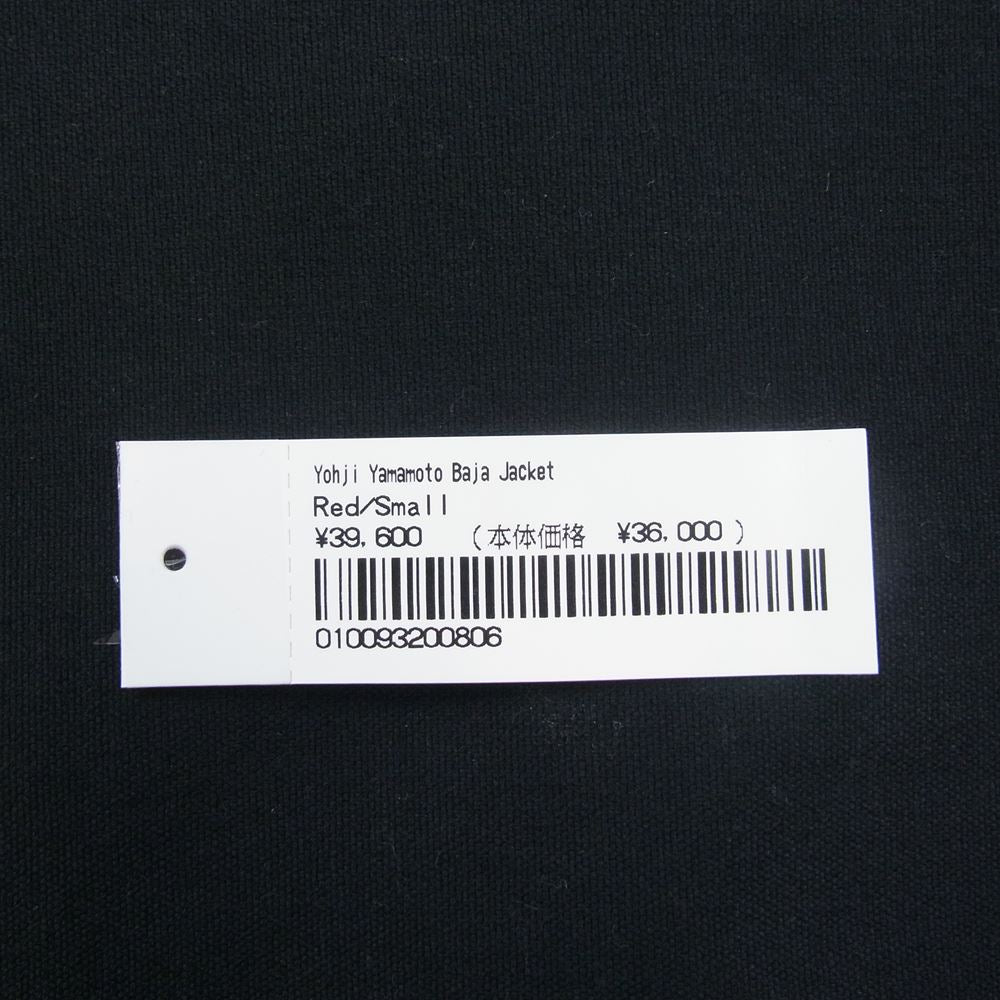 Yohji Yamamoto Baja Jacket
Red/Small
¥39,600 (本体価格 ¥36,000)
010093200806